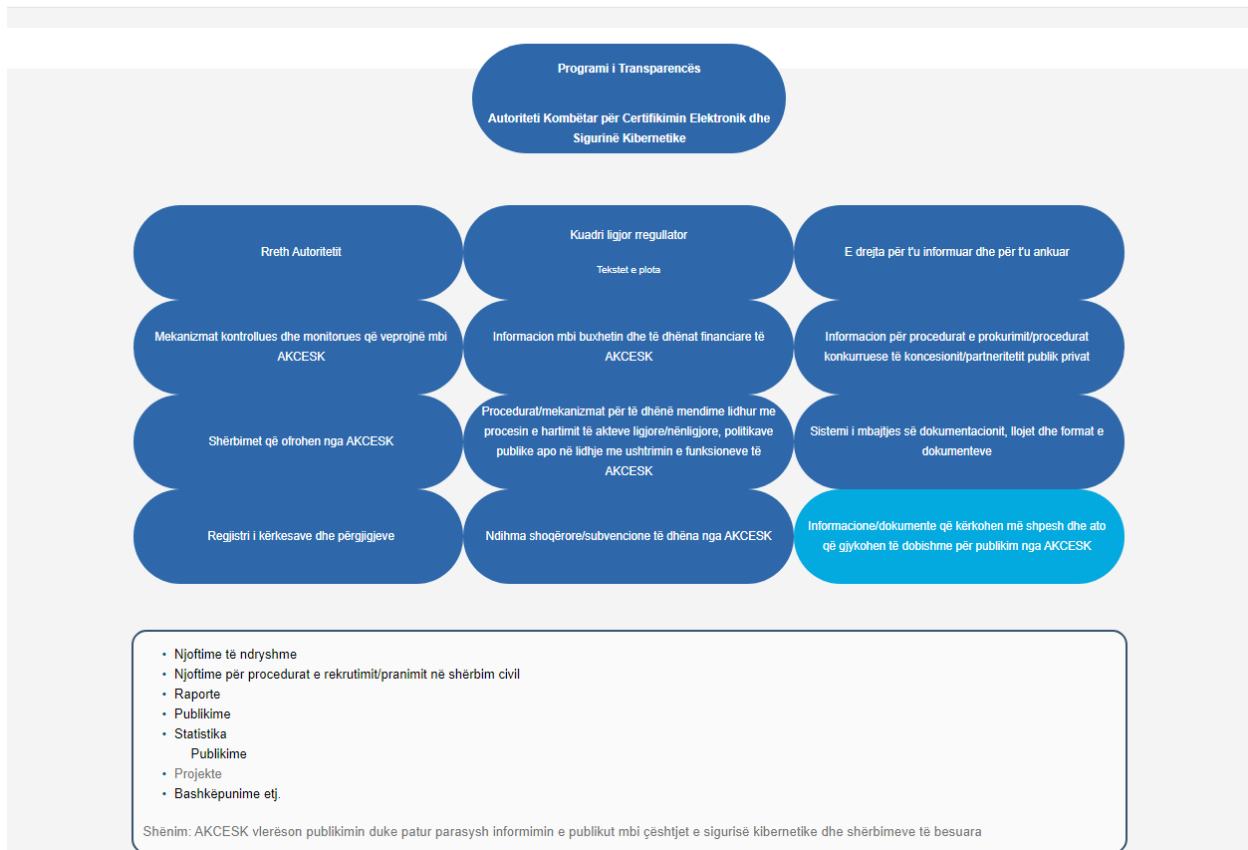 Programi i Transparencës
Autoriteti Kombëtar për Certifikimin Elektronik dhe
Sigurinë Kibernetike
Rreth Autoritetit
Kuadri ligjor rregullator
Tekstet e plota
E drejta për t'u informuar dhe për t'u ankuar
Mekanizmat kontrollues dhe monitorues që veprojnë mbi
AKCESK
Informacion mbi buxhetin dhe të dhënat financiare të
AKCESK
Informacion për procedurat e prokurimit/procedurat
konkurruese të koncesionit/partneritetit publik privat
Shërbimet që ofrohen nga AKCESK
Procedurat/mekanizmat për të dhënë mendime lidhur me
procesin e hartimit të akteve ligjore/nënligjore, politikave
publike apo në lidhje me ushtrimin e funksioneve të
AKCESK
Sistemi i mbajtjes së dokumentacionit, llojet dhe format e
dokumenteve
Regjistri i kërkesave dhe përgjigjeve
Ndihma shoqërore/subvencione të dhëna nga AKCESK
Informacione/dokumente që kërkohen më shpesh dhe ato
që gjykohen të dobishme për publikim nga AKCESK
• Njoftime të ndryshme
• Njoftime për procedurat e rekrutimit/pranimit në shërbim civil
• Raporte
• Publikime
• Statistika
Publikime
• Projekte
• Bashkëpunime etj.
Shënim: AKCESK vlerëson publikimin duke patur parasysh informimin e publikut mbi çështjet e sigurisë kibernetike dhe shërbimeve të besuara